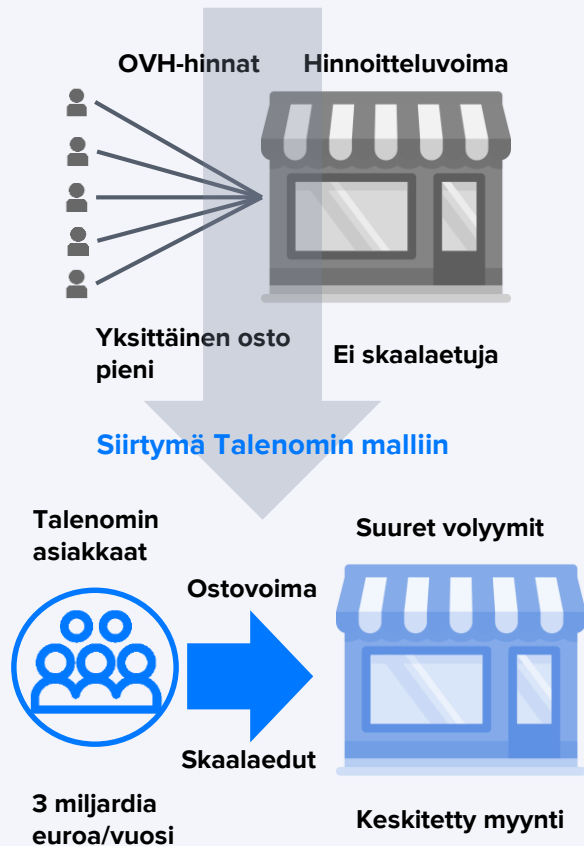 OVH-hinnat
Hinnoitteluvoima
Yksittäinen osto
pieni
Ei skaalaetuja
Siirtymä Talenomin malliin
Talenomin
asiakkaat
Suuret volyymit
Ostovoima
Skaalaedut
3 miljardia
euroa/vuosi
Keskitetty myynti